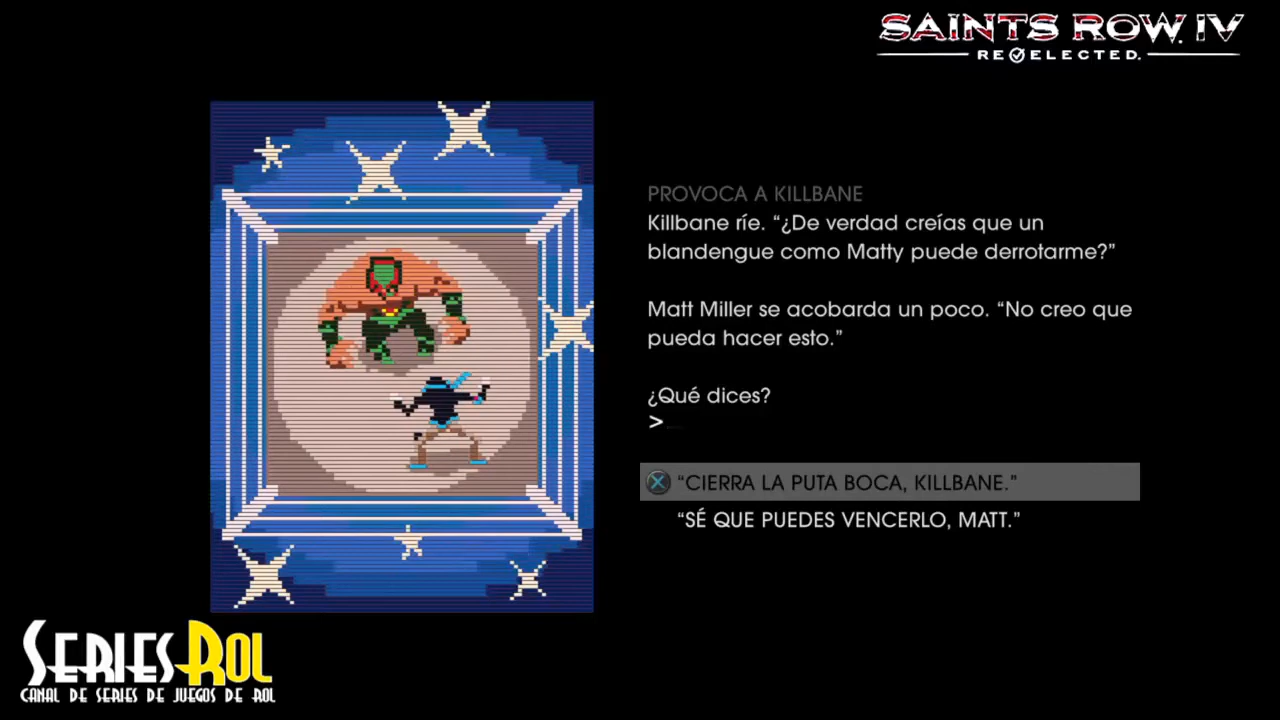 SAINTS ROW. IV
RE ELECTED.
PROVOCA A KILLBANE
Killbane ríe. “¿De verdad creías que un
blandengue como Matty puede derrotarme?”
Matt Miller se acobarda un poco. “No creo que
pueda hacer esto.”
¿Qué dices?
>
“CIERRA LA PUTA BOCA, KILLBANE.”
“SÉ QUE PUEDES VENCERLO, MATT.”
SERIESROL
CANAL DE SERIES DE JUEGOS DE ROL